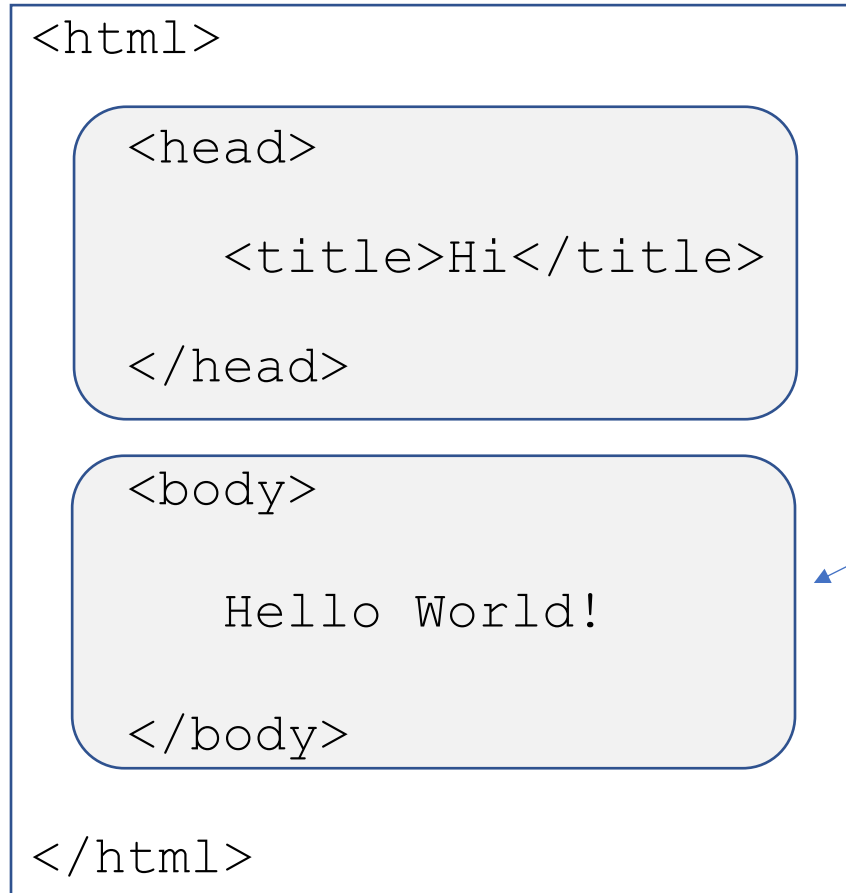 <html>
<head>
<title>Hi</title>
</head>
<body>
Hello World!
</body>
</html>